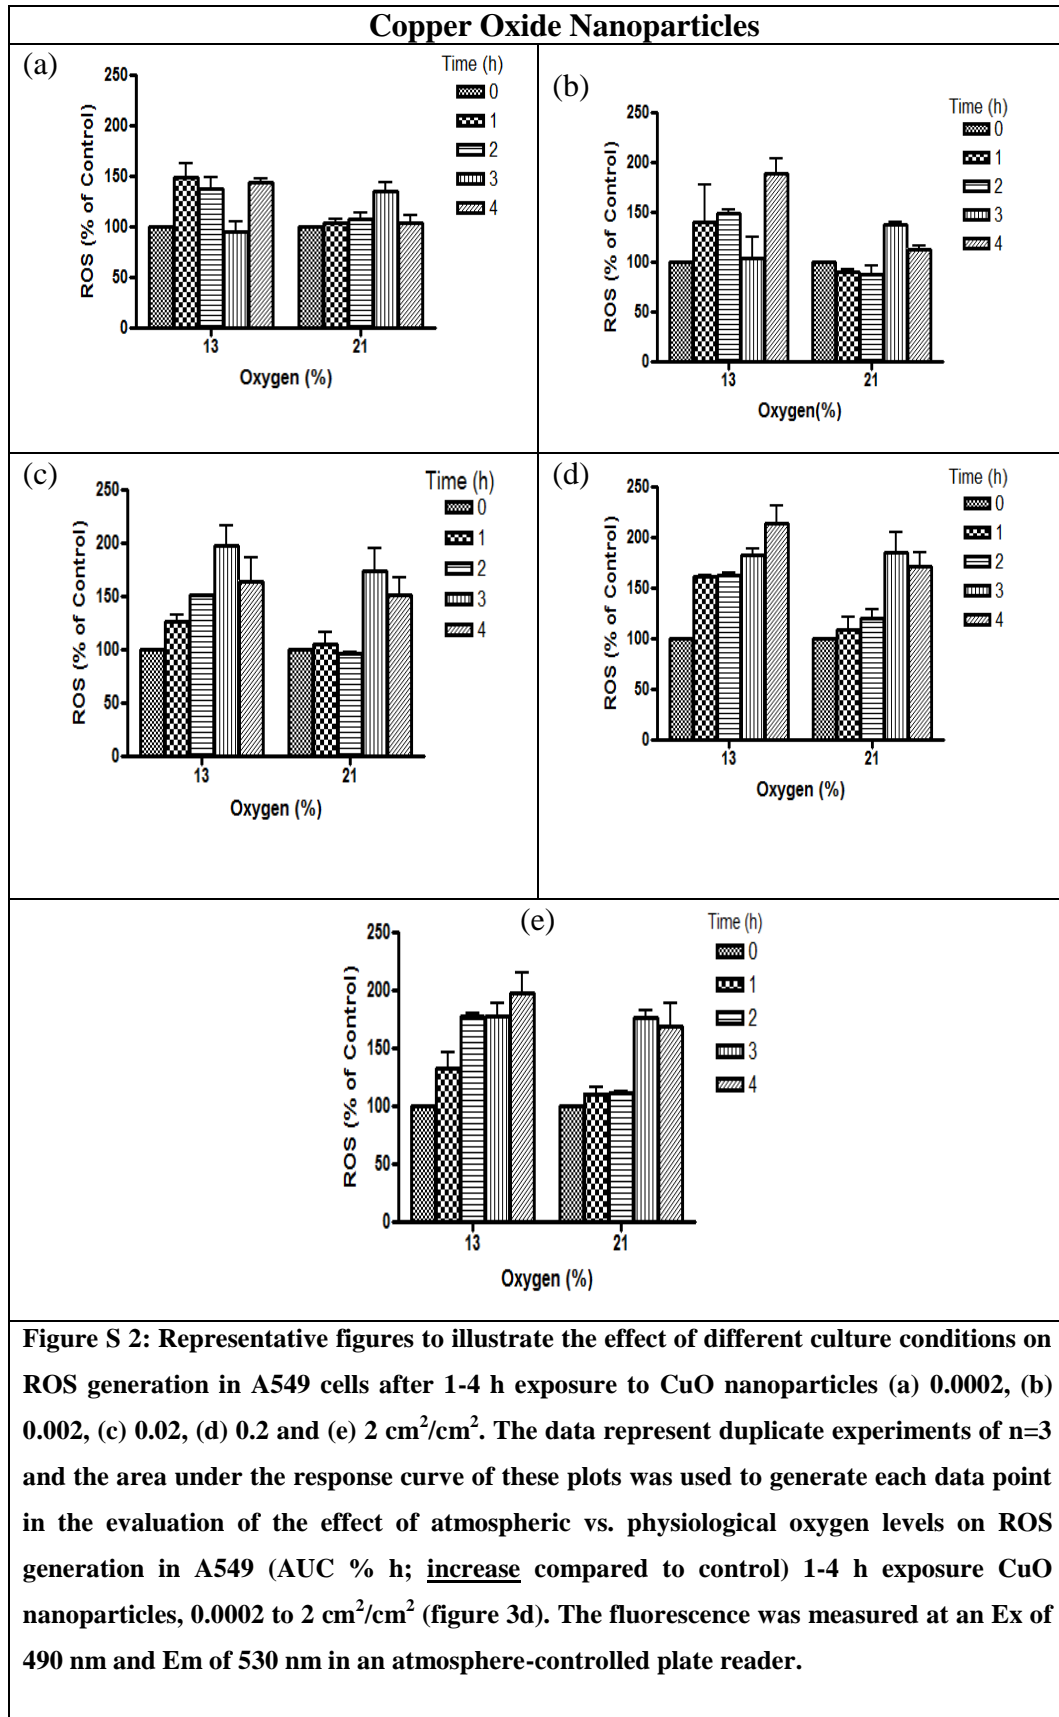 Copper Oxide Nanoparticles
(a)
Time (h)
0
1
2
3
4
ROS (% of Control)
250
200
150
100
50
0
13
21
Oxygen (%)
(b)
Time (h)
0
1
2
3
4
ROS (% of Control)
250
200
150
100
50
0
13
21
Oxygen(%)
(c)
Time (h)
0
1
2
3
4
ROS (% of Control)
250
200
150
100
50
0
13
21
Oxygen (%)
(d)
Time (h)
0
1
2
3
4
ROS (% of Control)
250
200
150
100
50
0
13
21
Oxygen (%)
(e)
Time (h)
0
1
2
3
4
ROS (% of Control)
250
200
150
100
50
0
13
21
Oxygen (%)
Figure S 2: Representative figures to illustrate the effect of different culture conditions on
ROS generation in A549 cells after 1-4 h exposure to CuO nanoparticles (a) 0.0002, (b)
0.002, (c) 0.02, (d) 0.2 and (e) 2 cm²/cm². The data represent duplicate experiments of n=3
and the area under the response curve of these plots was used to generate each data point
in the evaluation of the effect of atmospheric vs. physiological oxygen levels on ROS
generation in A549 (AUC % h; increase compared to control) 1-4 h exposure CuO
nanoparticles, 0.0002 to 2 cm²/cm² (figure 3d). The fluorescence was measured at an Ex of
490 nm and Em of 530 nm in an atmosphere-controlled plate reader.